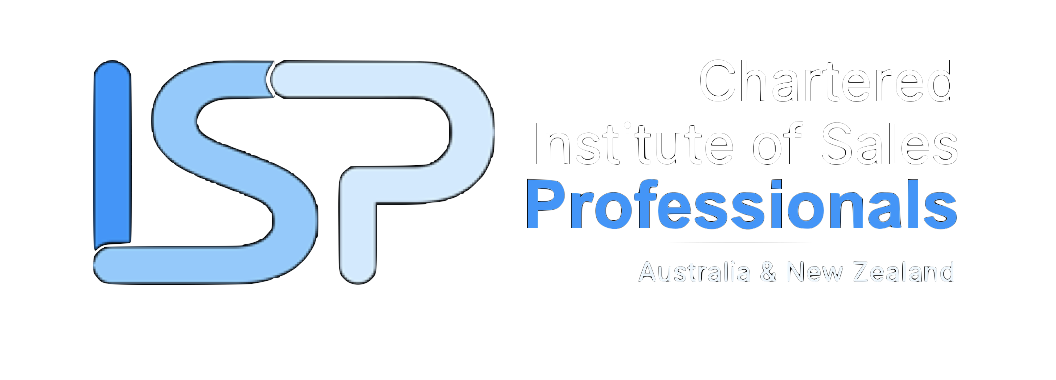 ISP
Chartered
Institute of Sales
Professionals
Australia & New Zealand